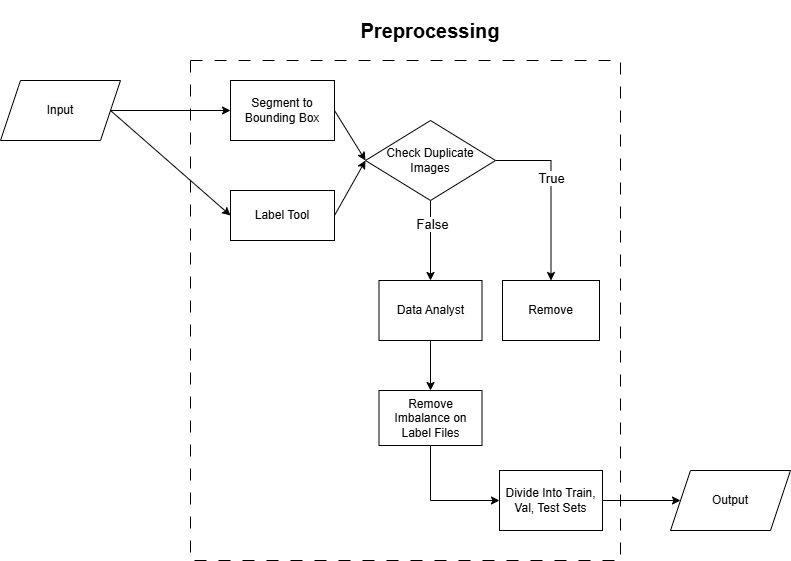 Preprocessing
Input
Segment to
Bounding Box
Label Tool
Check Duplicate
Images
True
False
Data Analyst
Remove
Remove
Imbalance on
Label Files
Divide Into Train,
Val, Test Sets
Output